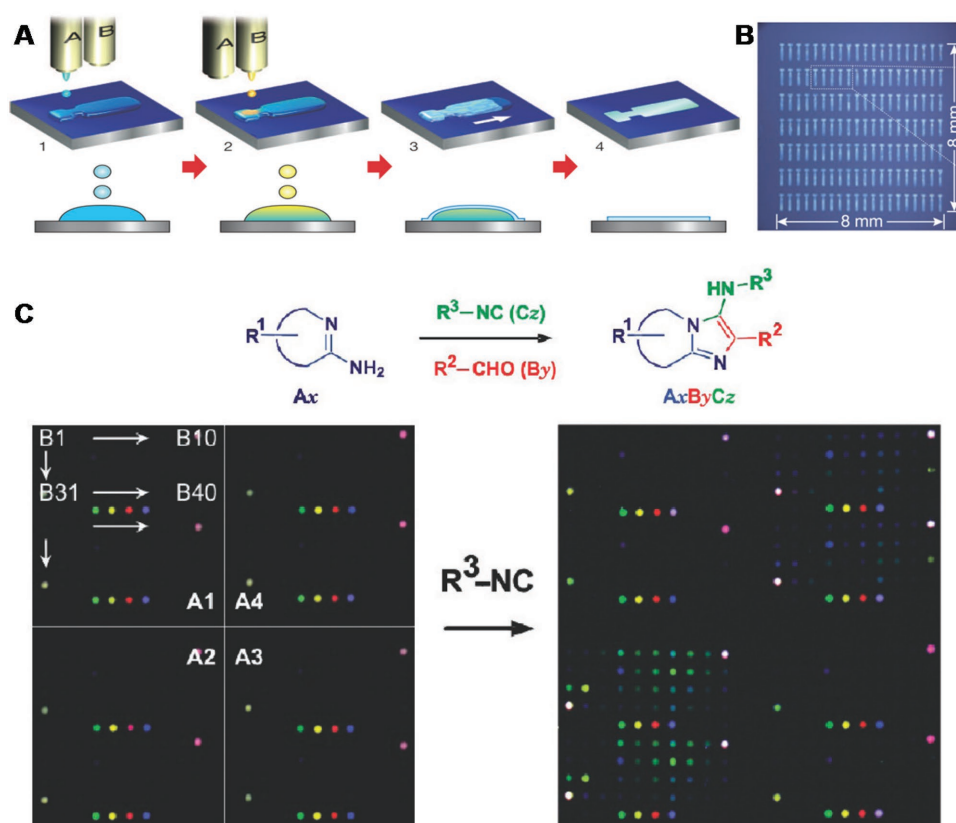 A
A B
A B
1
2
3
4
B
8 mm
8 mm
C
R¹
N
NH₂
Ax
R³–NC (Cz)
R²–CHO (By)
HN–R³
R¹
N
N
R²
AxByCz
B1 B10
B31 B40
A1 A4
A2 A3
R³–NC